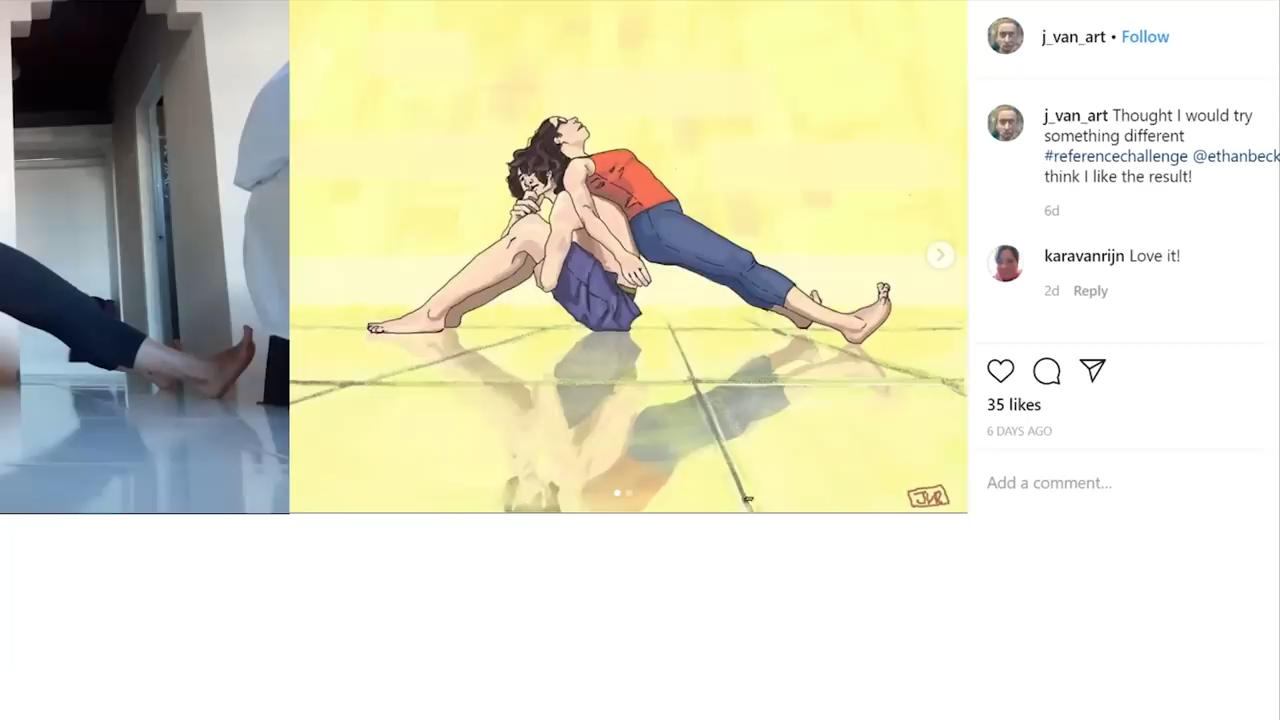 j_van_art • Follow
j_van_art Thought I would try
something different
#referencechallenge @ethanbeck
think I like the result!
6d
karavanrijn Love it!
2d Reply
35 likes
6 DAYS AGO
Add a comment...
JVR